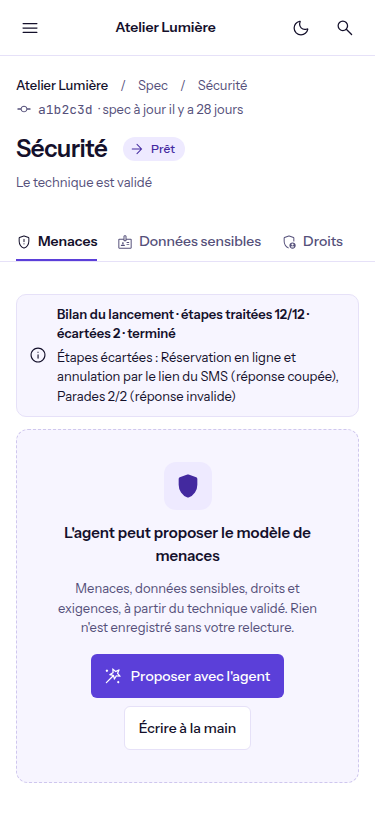 Atelier Lumière
Atelier Lumière / Spec / Sécurité
a1b2c3d · spec à jour il y a 28 jours
Sécurité
Prêt
Le technique est validé
Menaces Données sensibles Droits
Bilan du lancement · étapes traitées 12/12 ·
écartées 2 · terminé
Étapes écartées : Réservation en ligne et
annulation par le lien du SMS (réponse coupée),
Parades 2/2 (réponse invalide)
L'agent peut proposer le modèle de
menaces
Menaces, données sensibles, droits et
exigences, à partir du technique validé. Rien
n'est enregistré sans votre relecture.
Proposer avec l'agent
Écrire à la main